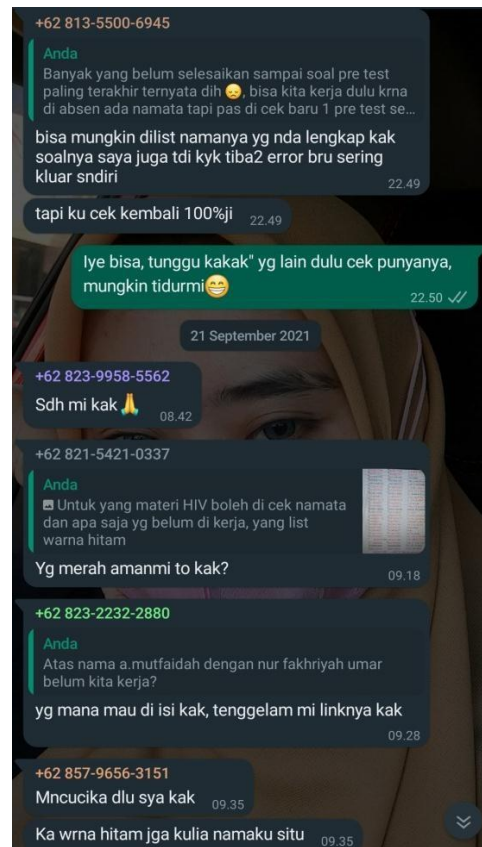 +62 813-5500-6945
Anda
Banyak yang belum selesaikan sampai soal pre test
paling terakhir ternyata dih 😞, bisa kita kerja dulu krna
di absen ada namata tapi pas di cek baru 1 pre test se...
bisa mungkin dilist namanya yg nda lengkap kak
soalnya saya juga tdi kyk tiba2 error bru sering
kluar sndiri
22.49
tapi ku cek kembali 100%ji 22.49
Iye bisa, tunggu kakak" yg lain dulu cek punyanya,
mungkin tidurmi😁
22.50
21 September 2021
+62 823-9958-5562
Sdh mi kak🙏 08.42
+62 821-5421-0337
Anda
Untuk yang materi HIV boleh di cek namata
dan apa saja yg belum di kerja, yang list
warna hitam
Yg merah amanmi to kak?
09.18
+62 823-2232-2880
Anda
Atas nama a.mutfaidah dengan nur fakhriyah umar
belum kita kerja?
yg mana mau di isi kak, tenggelam mi linknya kak
09.28
+62 857-9656-3151
Mncucika dlu sya kak 09.35
Ka wrna hitam jga kulia namaku situ 09.35